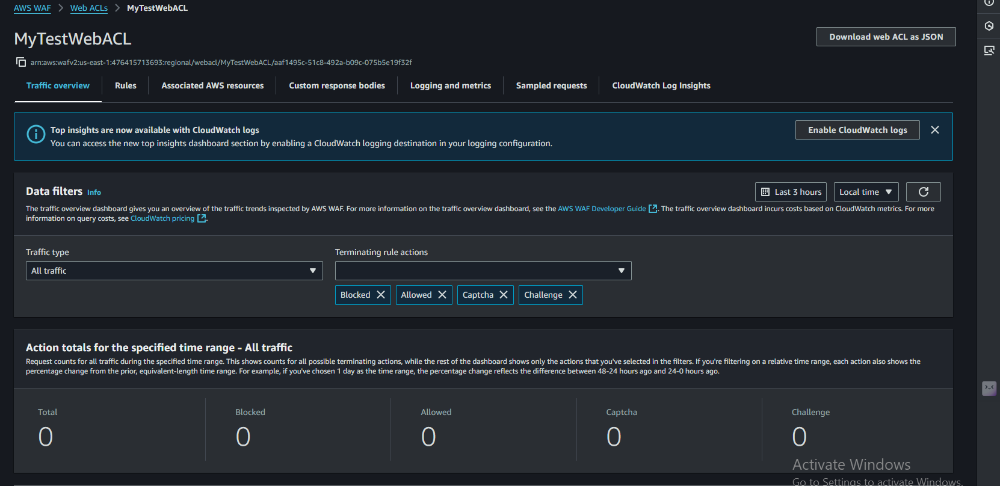 AWS WAF > Web ACLs > MyTestWebACL
MyTestWebACL
Download web ACL as JSON
arn:aws:wafv2:us-east-1:476415713693:regional/webacl/MyTestWebACL/aaf1495c-51c8-492a-b09c-075b5e19f32f
Traffic overview
Rules
Associated AWS resources
Custom response bodies
Logging and metrics
Sampled requests
CloudWatch Log Insights
Top insights are now available with CloudWatch logs
You can access the new top insights dashboard section by enabling a CloudWatch logging destination in your logging configuration.
Enable CloudWatch logs
Data filters Info
Last 3 hours
Local time
The traffic overview dashboard gives you an overview of the traffic trends inspected by AWS WAF. For more information on the traffic overview dashboard, see the AWS WAF Developer Guide. The traffic overview dashboard incurs costs based on CloudWatch metrics. For more
information on query costs, see CloudWatch pricing.
Traffic type
All traffic
Terminating rule actions
Blocked
Allowed
Captcha
Challenge
Action totals for the specified time range - All traffic
Request counts for all traffic during the specified time range. This shows counts for all possible terminating actions, while the rest of the dashboard shows only the actions that you've selected in the filters. If you're filtering on a relative time range, each action also shows the
percentage change from the prior, equivalent-length time range. For example, if you've chosen 1 day as the time range, the percentage change reflects the difference between 48-24 hours ago and 24-0 hours ago.
Total
0
Blocked
0
Allowed
0
Captcha
0
Challenge
0
Activate Windows
Go to Settings to activate Windows.